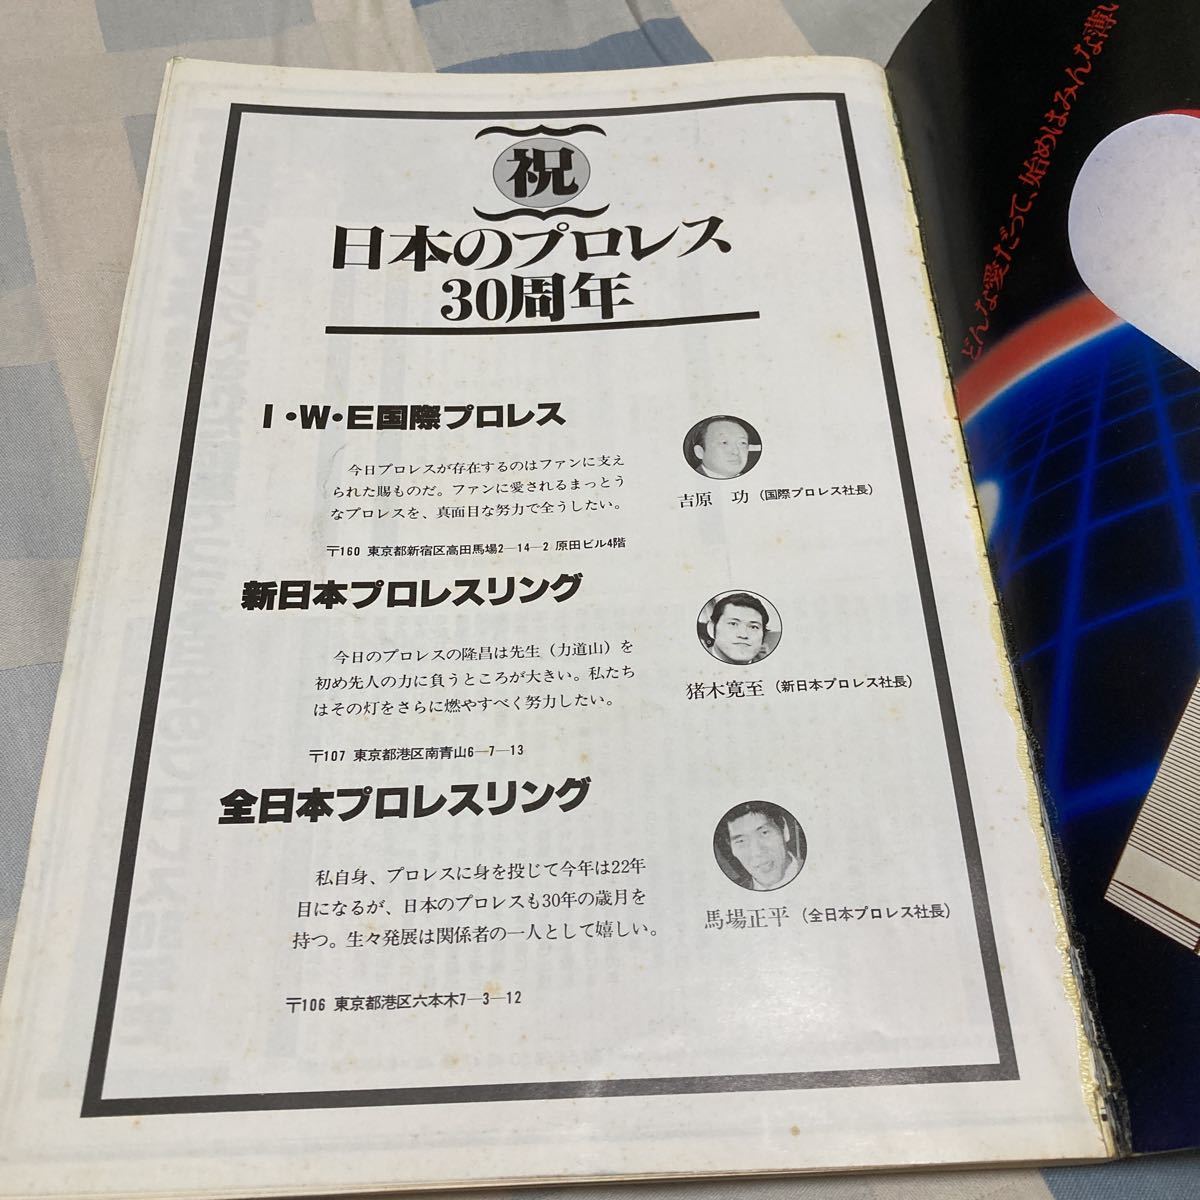 祝
日本のプロレス
30周年
I・W・E国際プロレス
今日プロレスが存在するのはファンに支え
られた賜ものだ。ファンに愛されるまっとう
なプロレスを、真面目な努力で全うしたい。
〒160 東京都新宿区高田馬場2―14―2 原田ビル4階
吉原 功(国際プロレス社長)
新日本プロレスリング
今日のプロレスの隆昌は先生(力道山)を
初め先人の力に負うところが大きい。私たち
はその灯をさらに燃やすべく努力したい。
〒107 東京都港区南青山6―7―13
猪木寛至(新日本プロレス社長)
全日本プロレスリング
私自身、プロレスに身を投じて今年は22年
目になるが、日本のプロレスも30年の歳月を
持つ。生々発展は関係者の一人として嬉しい。
〒106 東京都港区六本木7―3―12
馬場正平(全日本プロレス社長)
どんな愛だって、始めはみんな薄い